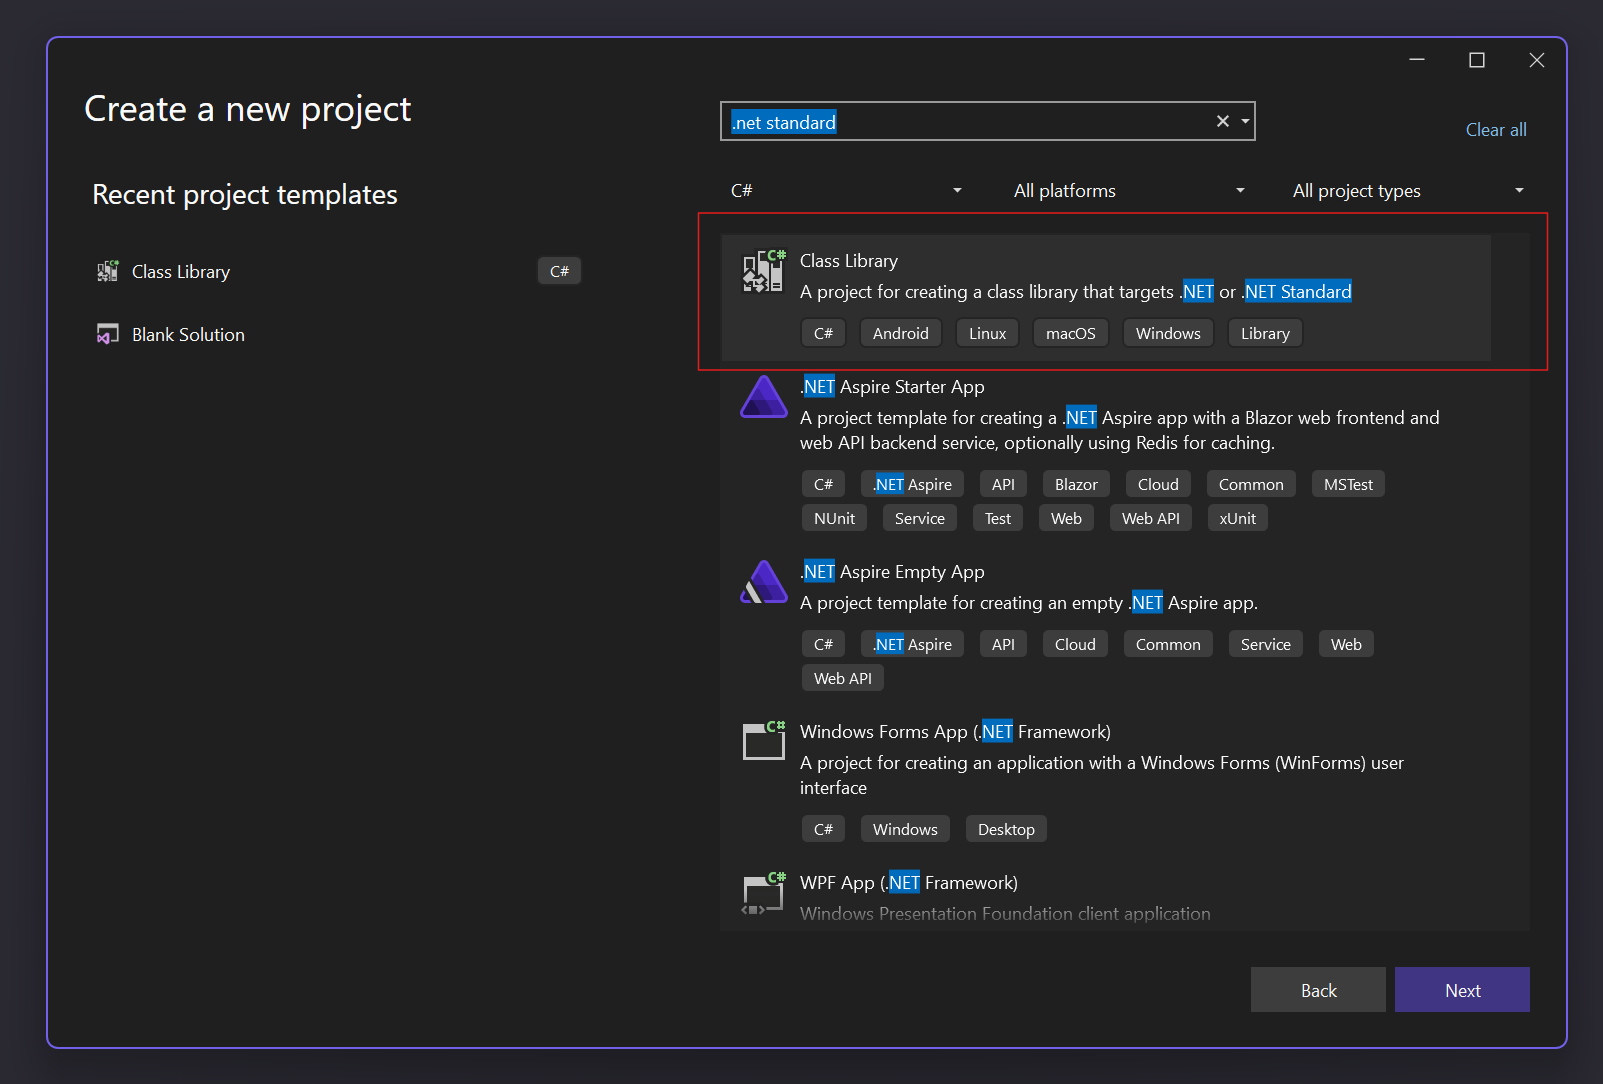 Create a new project
.net standard
Clear all
Recent project templates
C#
All platforms
All project types
Class Library
C#
Blank Solution
C#
Class Library
A project for creating a class library that targets .NET or .NET Standard
C#
Android
Linux
macOS
Windows
Library
.NET Aspire Starter App
A project template for creating a .NET Aspire app with a Blazor web frontend and
web API backend service, optionally using Redis for caching.
C#
.NET Aspire
API
Blazor
Cloud
Common
MSTest
NUnit
Service
Test
Web
Web API
xUnit
.NET Aspire Empty App
A project template for creating an empty .NET Aspire app.
C#
.NET Aspire
API
Cloud
Common
Service
Web
Web API
C#
Windows Forms App (.NET Framework)
A project for creating an application with a Windows Forms (WinForms) user
interface
C#
Windows
Desktop
C#
WPF App (.NET Framework)
Windows Presentation Foundation client application
Back
Next